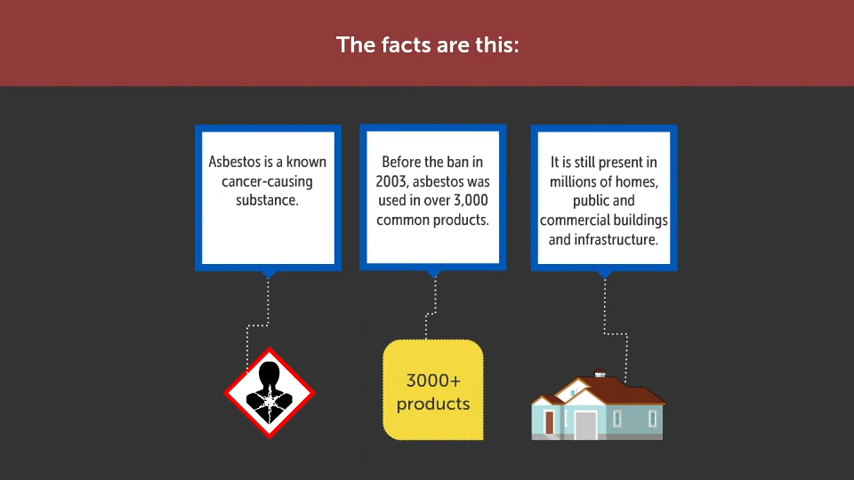 The facts are this:
Asbestos is a known
cancer-causing
substance.
Before the ban in
2003, asbestos was
used in over 3,000
common products.
It is still present in
millions of homes,
public and
commercial buildings
and infrastructure.
3000+
products